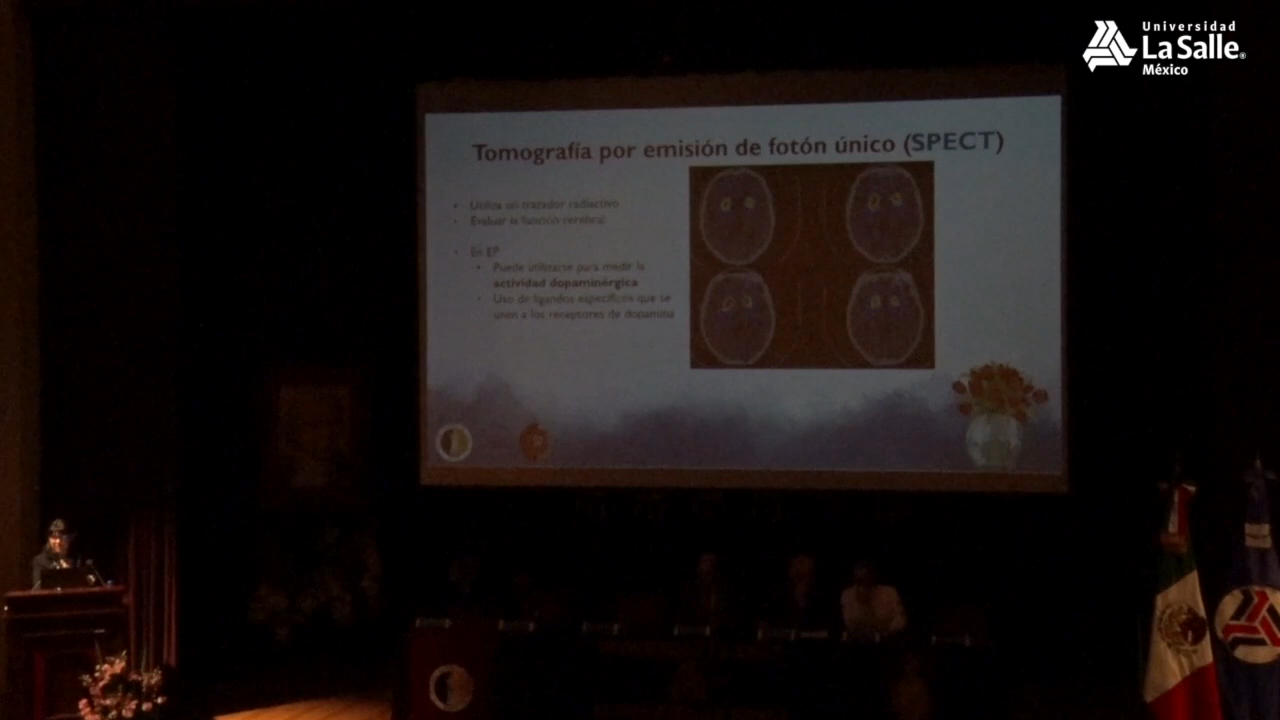 Universidad
La Salle®
México
Tomografía por emisión de fotón único (SPECT)
• Utiliza un trazador radiactivo
• Evaluar la función cerebral
• En EP
• Puede utilizarse para medir la
actividad dopaminérgica
• Uso de ligandos específicos que se
unen a los receptores de dopamina